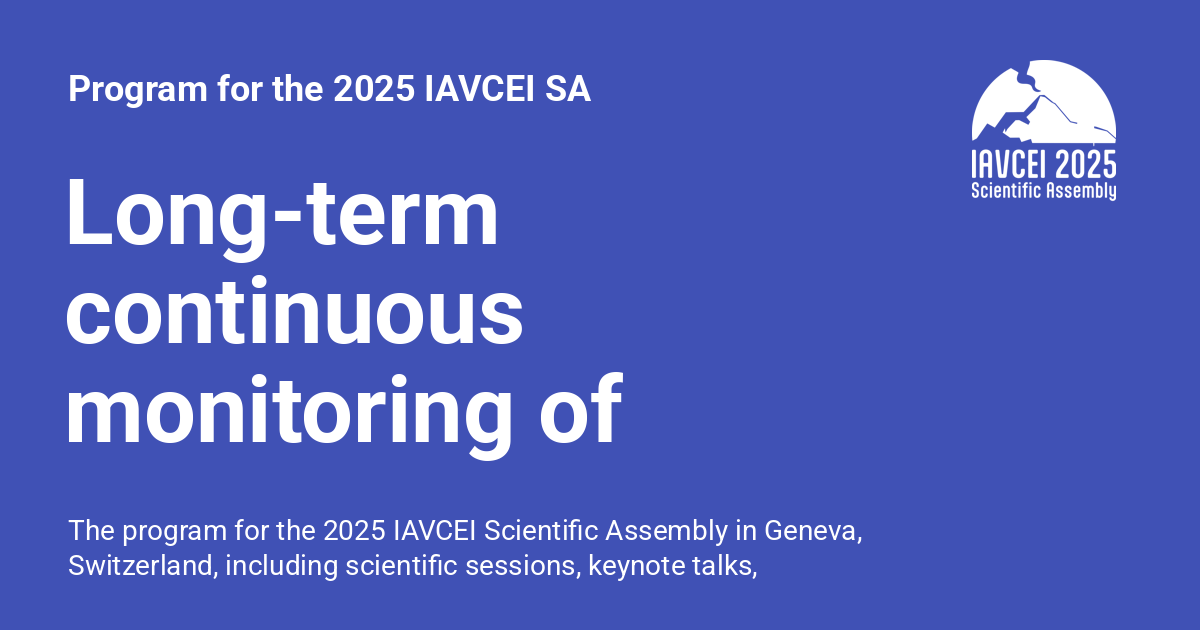 Program for the 2025 IAVCEI SA
IAVCEI 2025
Scientific Assembly
Long-term
continuous
monitoring of
The program for the 2025 IAVCEI Scientific Assembly in Geneva,
Switzerland, including scientific sessions, keynote talks,